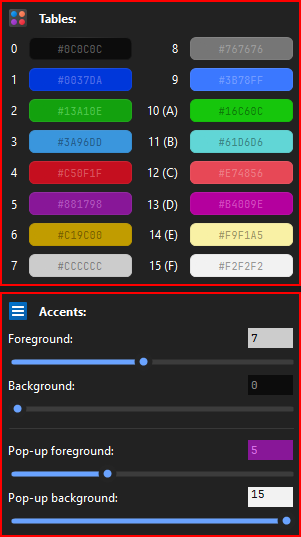 Tables:
0 #0C0C0C 8 #767676
1 #0037DA 9 #3B78FF
2 #13A10E 10 (A) #16C60C
3 #3A96DD 11 (B) #61D6D6
4 #C50F1F 12 (C) #E74856
5 #881798 13 (D) #B4009E
6 #C19C00 14 (E) #F9F1A5
7 #CCCCCC 15 (F) #F2F2F2
Accents:
Foreground: 7
Background: 0
Pop-up foreground: 5
Pop-up background: 15